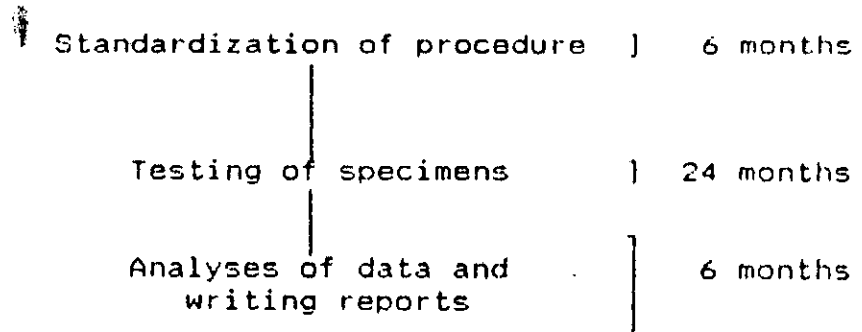 Standardization of procedure ] 6 months
Testing of specimens ] 24 months
Analyses of data and ] 6 months
writing reports